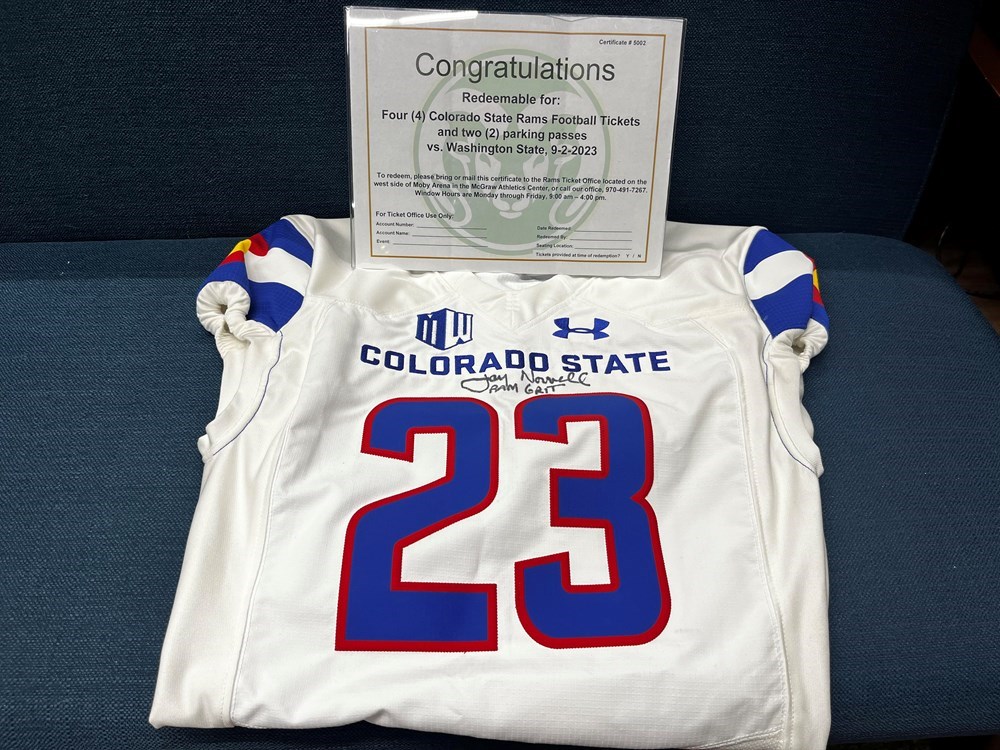 Certificate # 5002
Congratulations
Redeemable for:
Four (4) Colorado State Rams Football Tickets
and two (2) parking passes
vs. Washington State, 9-2-2023
To redeem, please bring or mail this certificate to the Rams Ticket Office located on the
west side of Moby Arena in the McGraw Athletics Center, or call our office, 970-491-7267.
Window Hours are Monday through Friday, 9:00 am – 4:00 pm.
For Ticket Office Use Only:
Account Number:
Account Name:
Event:
Date Redeemed:
Redeemed By:
Seating Location:
Tickets provided at time of redemption? Y / N
MW
COLORADO STATE
Jay Norvell
RAM GRIT
23